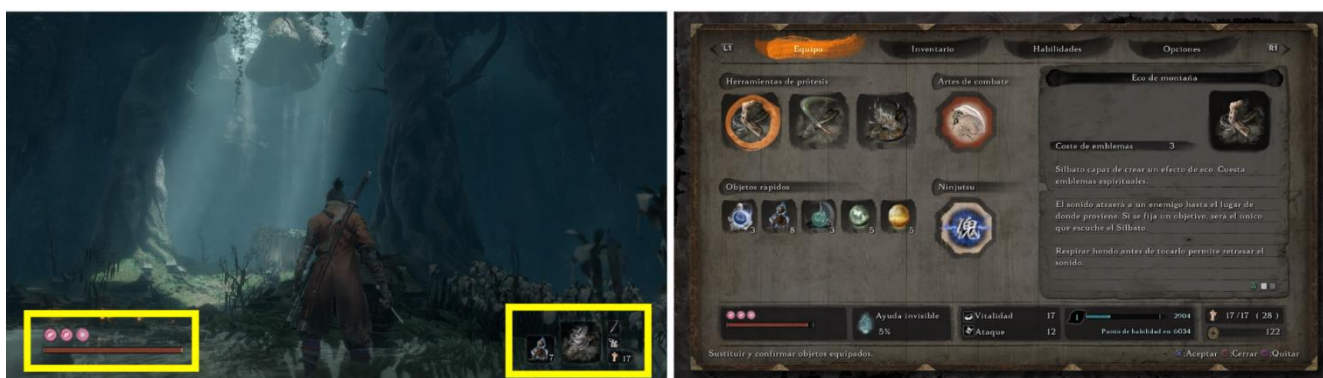 7
17
L1
Equipo
Inventario
Habilidades
Opciones
R1
Herramientas de prótesis
Artes de combate
Eco de montaña
Coste de emblemas 3
Silbato capaz de crear un efecto de eco. Cuesta
emblemas espirituales.
El sonido atraerá a un enemigo hasta el lugar de
donde proviene. Si se fija un objetivo, será el único
que escuche el Silbato.
Respirar hondo antes de tocarlo permite retrasar el
sonido.
Objetos rápidos
3 8 3 5 5
Ninjutsu
傀
Ayuda invisible
5%
Vitalidad 17
Ataque 12
1 2904
Punto de habilidad en: 6034
17/17 ( 28 )
122
Sustituir y confirmar objetos equipados.
:Aceptar :Cerrar :Quitar